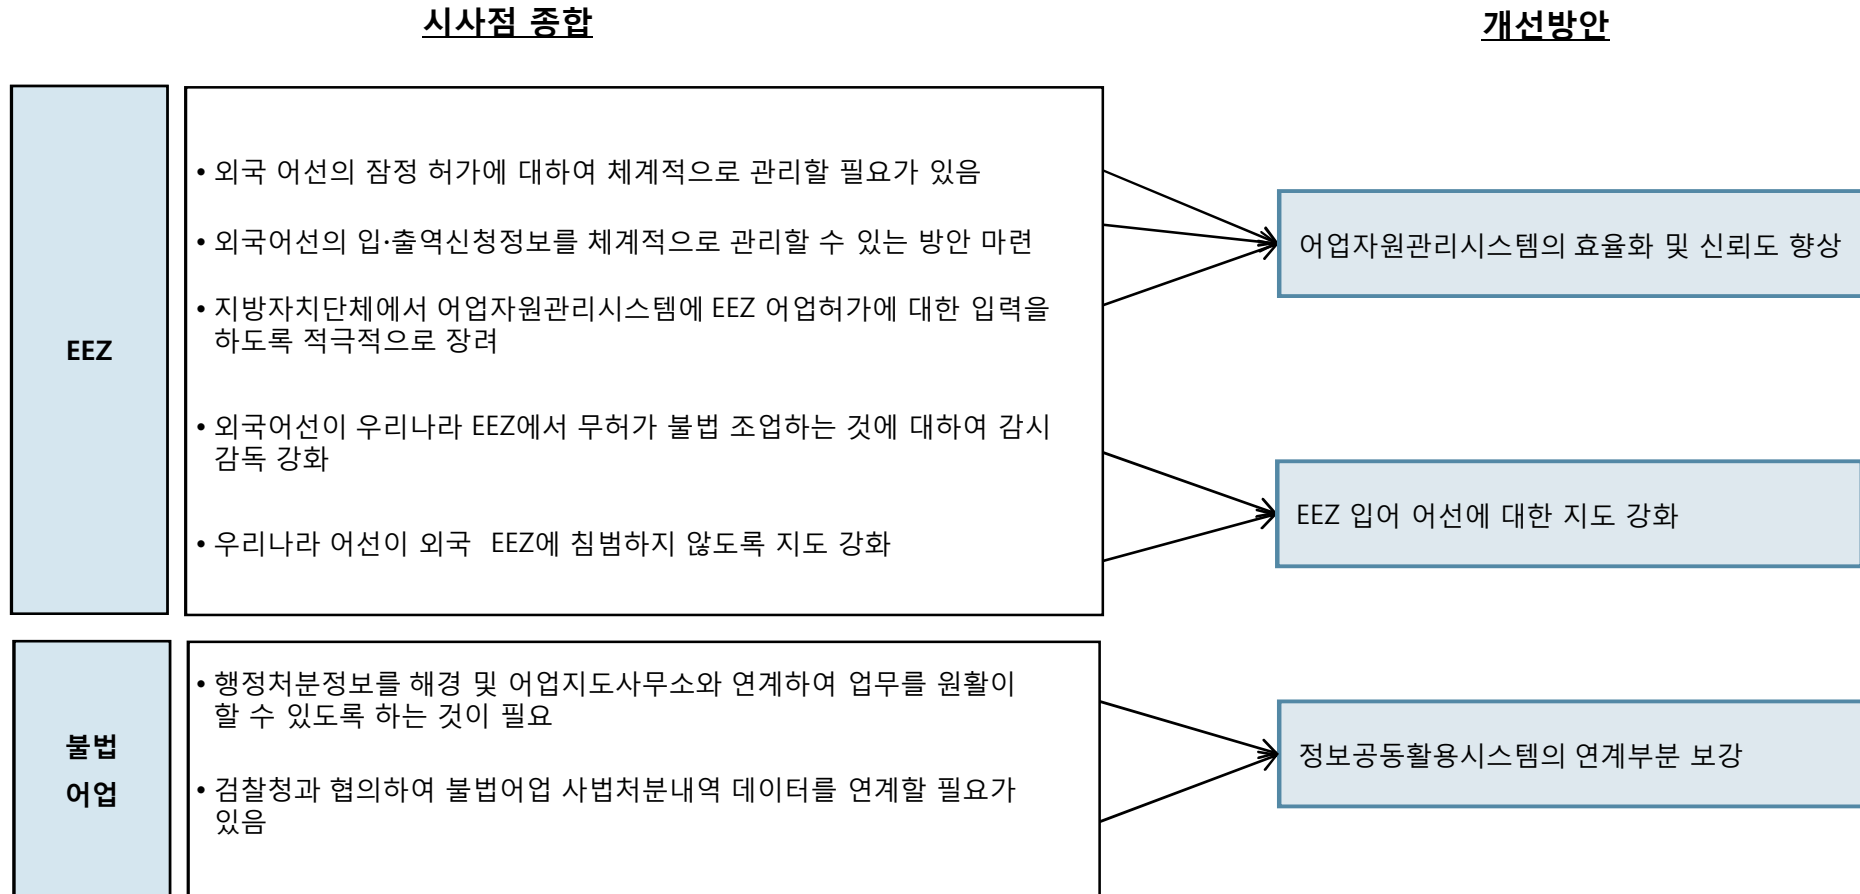 시사점 종합
개선방안
EEZ
• 외국 어선의 잠정 허가에 대하여 체계적으로 관리할 필요가 있음
• 외국어선의 입·출역신청정보를 체계적으로 관리할 수 있는 방안 마련
• 지방자치단체에서 어업자원관리시스템에 EEZ 어업허가에 대한 입력을
하도록 적극적으로 장려
• 외국어선이 우리나라 EEZ에서 무허가 불법 조업하는 것에 대하여 감시
감독 강화
• 우리나라 어선이 외국 EEZ에 침범하지 않도록 지도 강화
어업자원관리시스템의 효율화 및 신뢰도 향상
EEZ 입어 어선에 대한 지도 강화
불법
어업
• 행정처분정보를 해경 및 어업지도사무소와 연계하여 업무를 원활이
할 수 있도록 하는 것이 필요
• 검찰청과 협의하여 불법어업 사법처분내역 데이터를 연계할 필요가
있음
정보공동활용시스템의 연계부분 보강